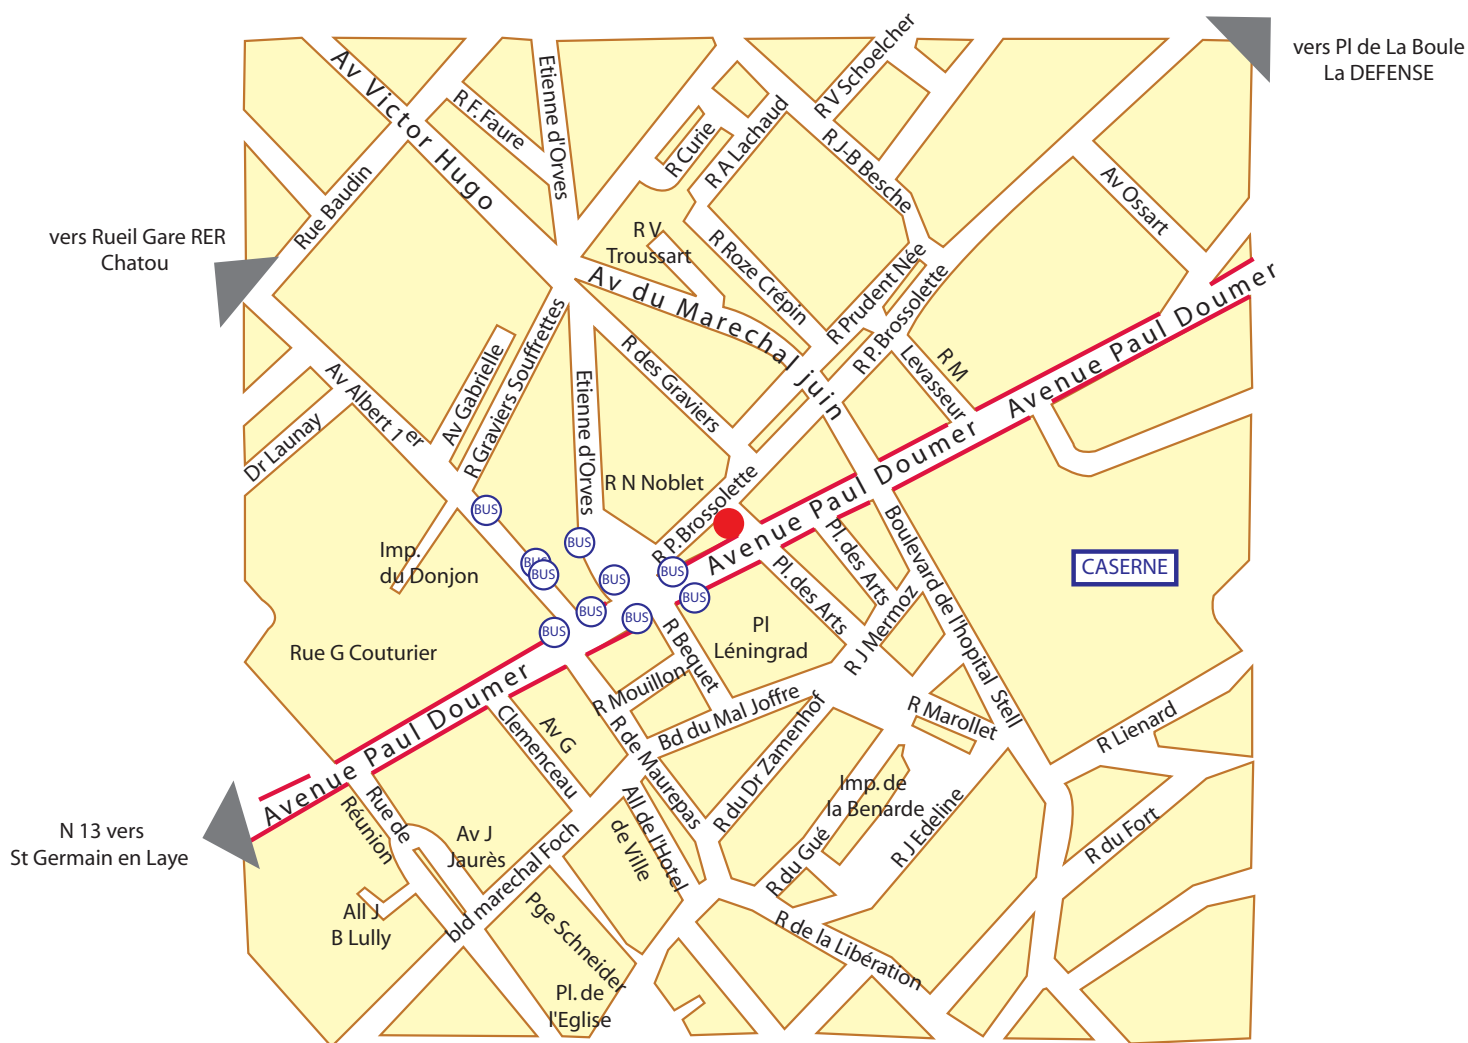 vers Pl de La Boule
La DEFENSE
Av Victor Hugo
R F. Faure
Etienne d'Orves
R Curie
R A Lachaud
R V Schoelcher
R J-B Besche
Av Ossart
Rue Baudin
vers Rueil Gare RER
Chatou
R V
Troussart
R Roze Crépin
R Prudent Née
R P. Brossolette
Av du Marechal juin
Avenue Paul Doumer
R M
Levasseur
R des Graviers
Av Gabrielle
R Graviers Souffrettes
Etienne d'Orves
Av Albert 1er
Dr Launay
R N Noblet
R P. Brossolette
Avenue Paul Doumer
BUS
BUS
BUS
BUS
BUS
BUS
BUS
BUS
BUS
BUS
Imp.
du Donjon
Pl. des Arts
Pl. des Arts
Boulevard de l'hopital Stell
CASERNE
Rue G Couturier
Pl
Léningrad
R J Mermoz
R Bequet
R Mouillon
Bd du Mal Joffre
R Marollet
R Lienard
Avenue Paul Doumer
Av G
Clemenceau
R de Maurepas
R du Dr Zamenhof
Imp. de
la Benarde
R J Edeline
R du Fort
N 13 vers
St Germain en Laye
Rue de
Réunion
Av J
Jaurès
bld marechal Foch
All de l'Hotel
de Ville
R du Gué
All J
B Lully
Pge Schneider
R de la Libération
Pl. de
l'Eglise